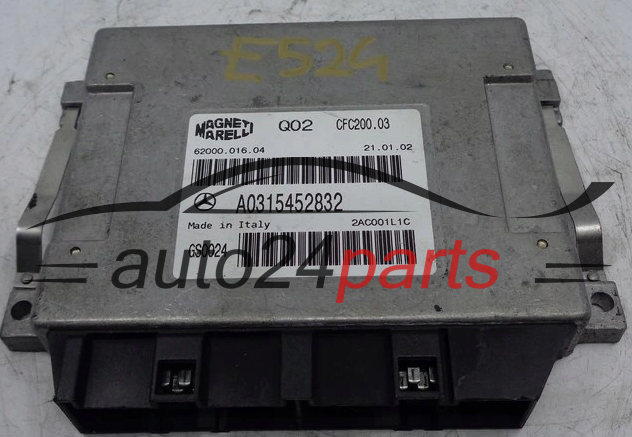 E524
MAGNETI MARELLI Q02 CFC200.03
62000.016.04 21.01.02
A0315452832
Made in Italy 2AC001L1C
GS0024
auto24parts